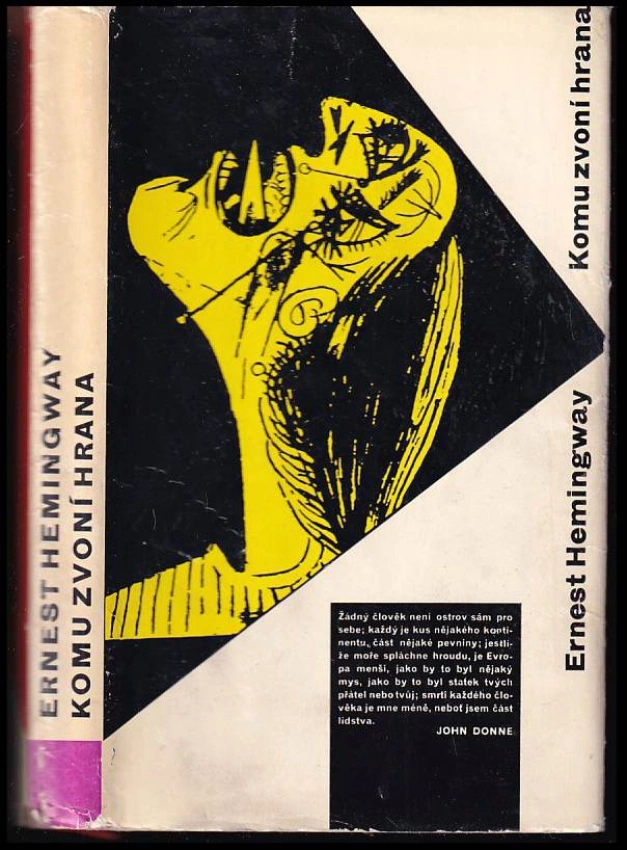 ERNEST HEMINGWAY
KOMU ZVONÍ HRANA
Ernest Hemingway
Komu zvoní hrana
Žádný člověk není ostrov sám pro
sebe; každý je kus nějakého konti-
nentu, část nějaké pevniny; jestli-
že moře spláchne hroudu, je Evro-
pa menší, jako by to byl nějaký
mys, jako by to byl statek tvých
přátel nebo tvůj; smrtí každého člo-
věka je mne méně, neboť jsem část
lidstva.
JOHN DONNE